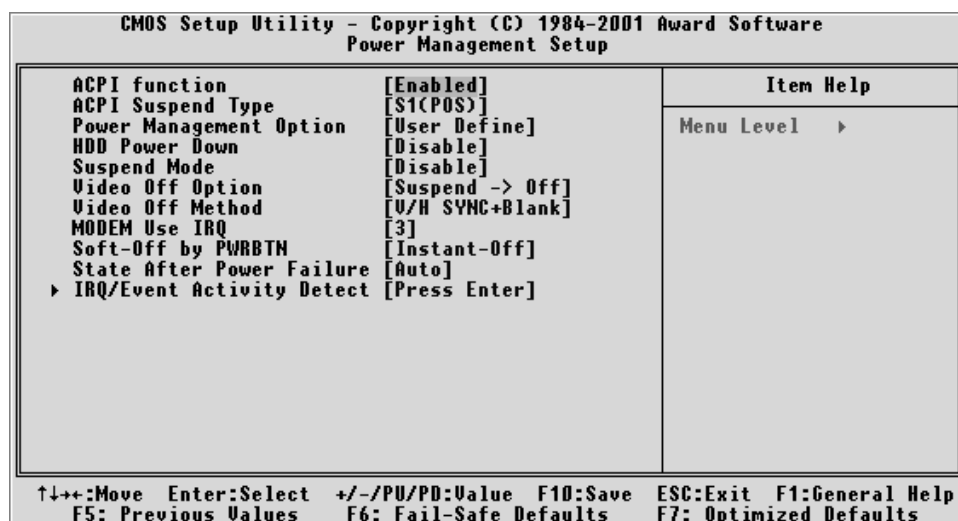 CMOS Setup Utility – Copyright (C) 1984–2001 Award Software
Power Management Setup
ACPI function [Enabled]
ACPI Suspend Type [S1(POS)]
Power Management Option [User Define]
HDD Power Down [Disable]
Suspend Mode [Disable]
Video Off Option [Suspend -> Off]
Video Off Method [V/H SYNC+Blank]
MODEM Use IRQ [3]
Soft-Off by PWRBTN [Instant-Off]
State After Power Failure [Auto]
▸ IRQ/Event Activity Detect [Press Enter]
Item Help
Menu Level ▸
↑↓→←:Move Enter:Select +/-/PU/PD:Value F10:Save ESC:Exit F1:General Help
F5: Previous Values F6: Fail-Safe Defaults F7: Optimized Defaults